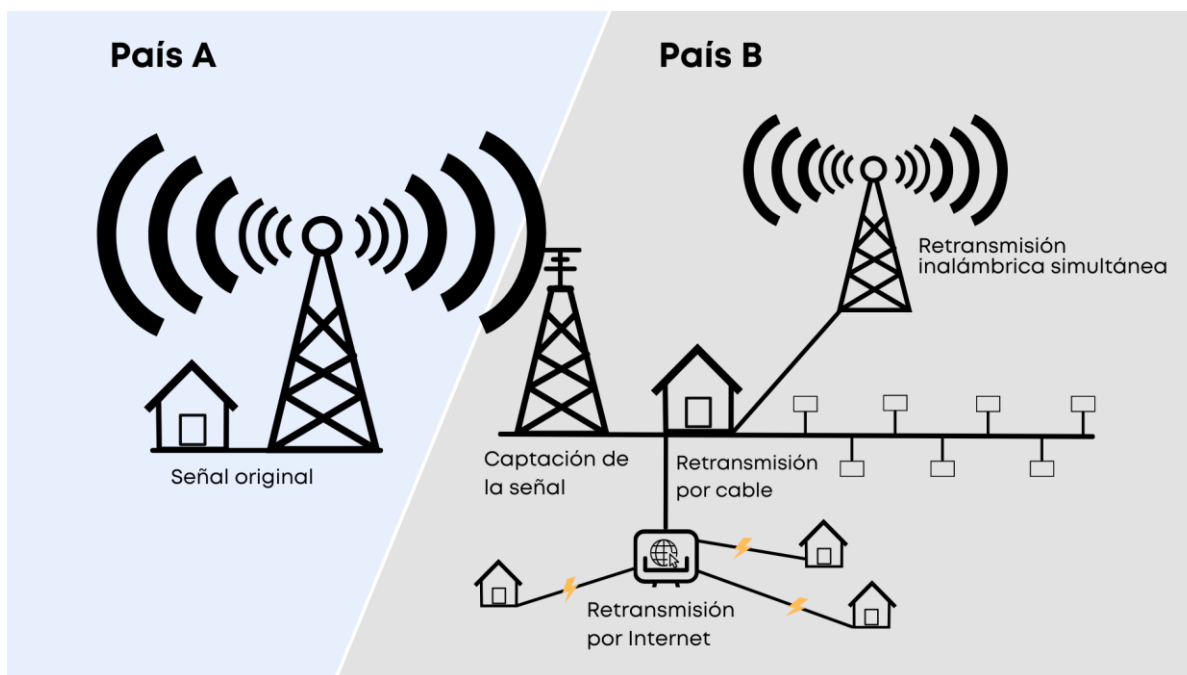 País A
País B
Retransmisión
inalámbrica simultánea
Señal original
Captación de
la señal
Retransmisión
por cable
Retransmisión
por Internet